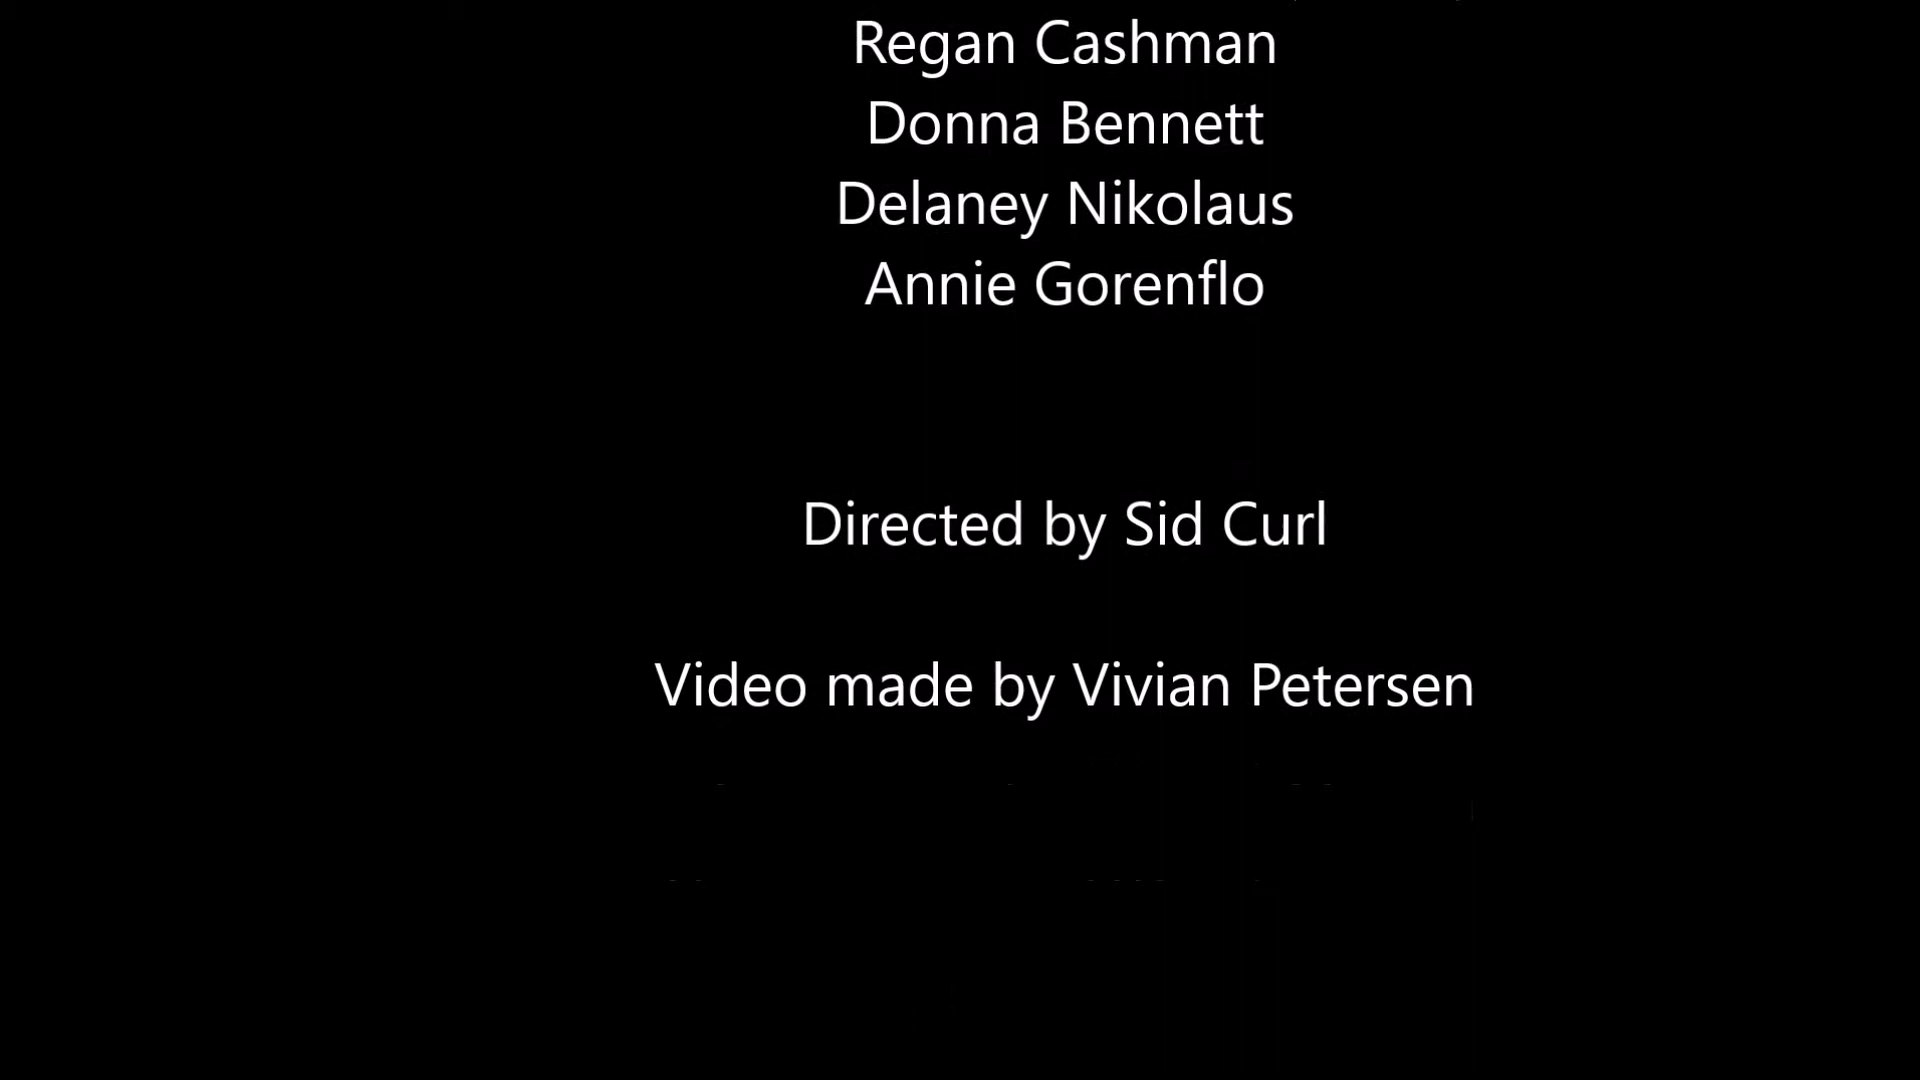 Regan Cashman
Donna Bennett
Delaney Nikolaus
Annie Gorenflo
Directed by Sid Curl
Video made by Vivian Petersen